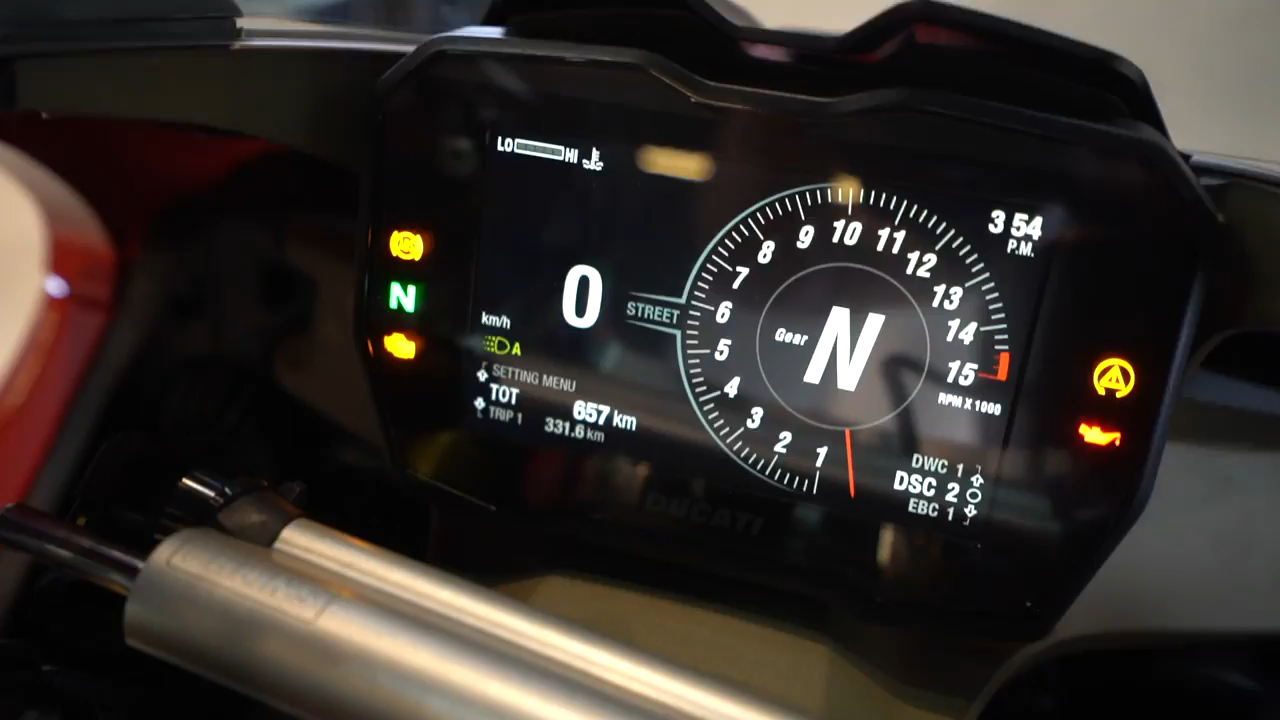 LO HI
ABS
N
0
km/h
A
SETTING MENU
TOT 657 km
TRIP 1 331.6 km
STREET
1 2 3 4 5 6 7 8 9 10 11 12 13 14 15
RPM X 1000
Gear N
3 54
P.M.
DWC 1
DSC 2
EBC 1
DUCATI